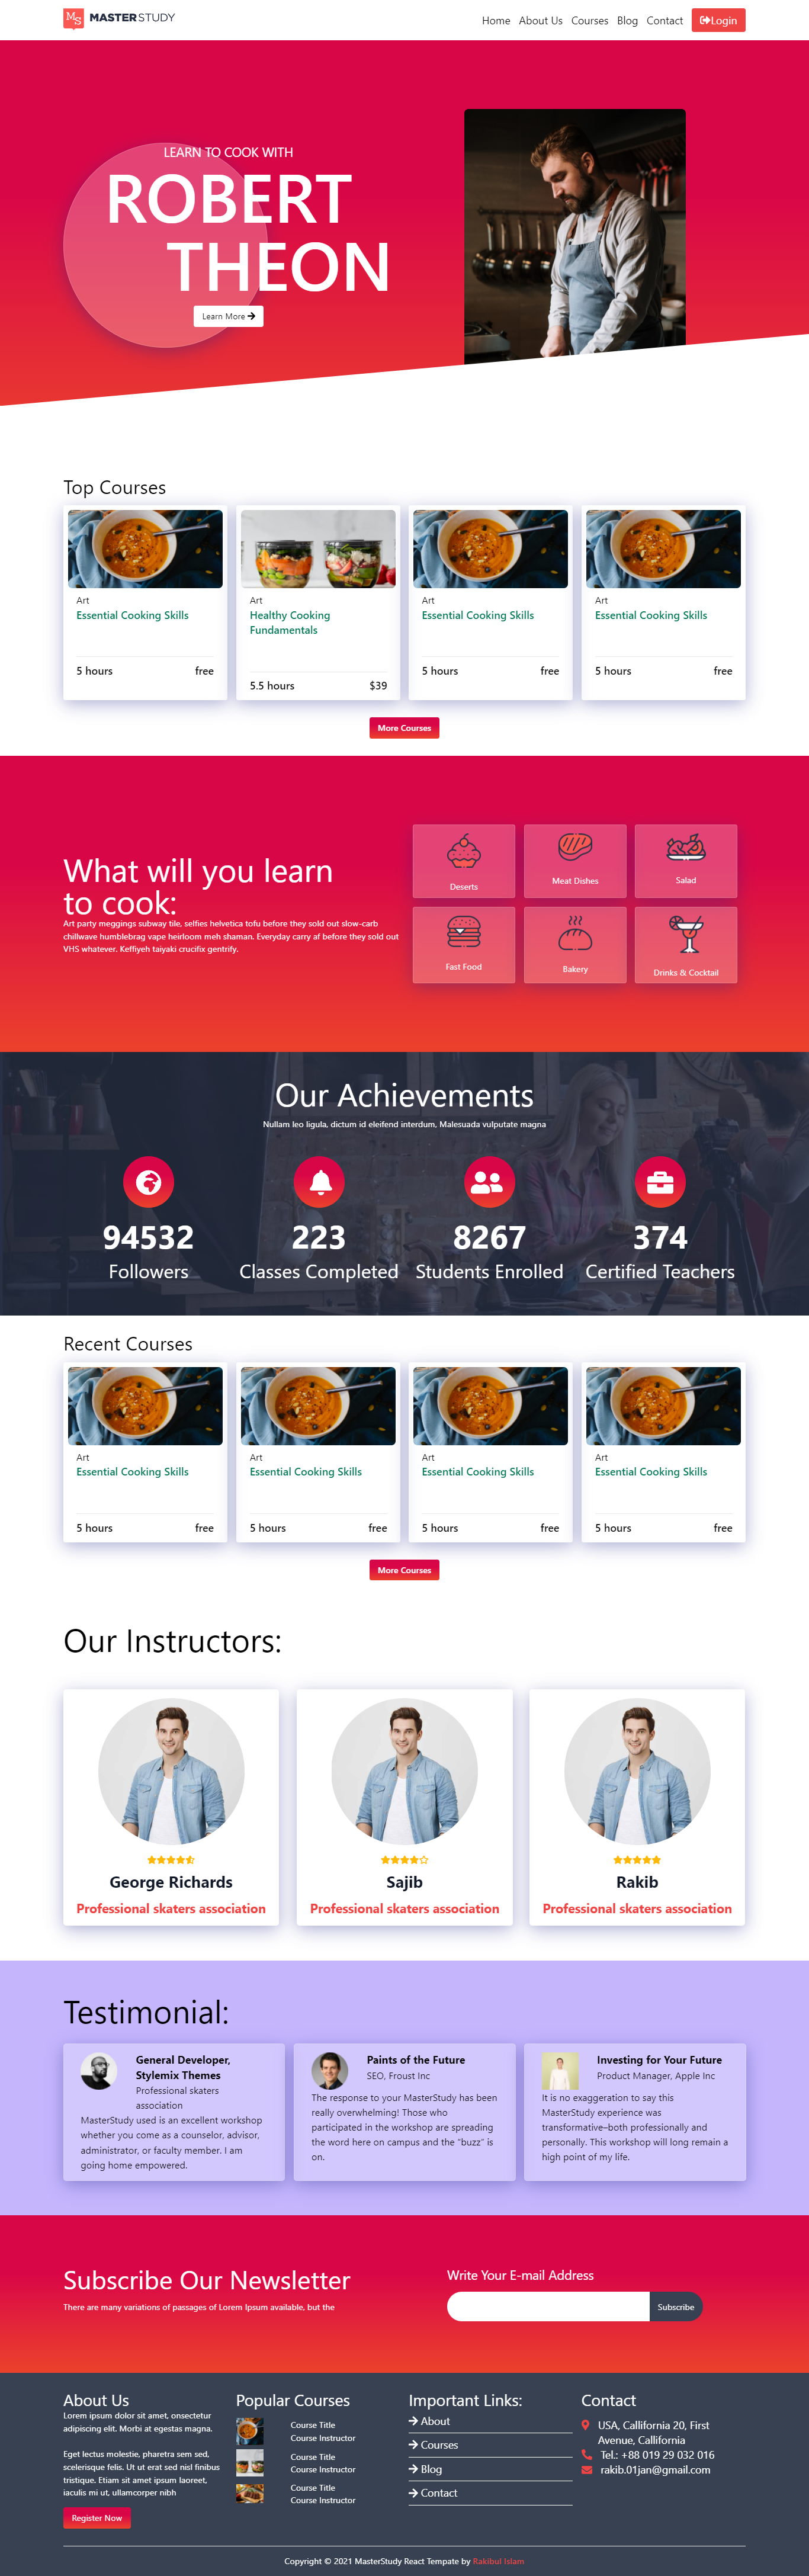 MS MASTERSTUDY
Home About Us Courses Blog Contact Login
LEARN TO COOK WITH
ROBERT
THEON
Learn More
Top Courses
Art
Essential Cooking Skills
5 hours free
Art
Healthy Cooking
Fundamentals
5.5 hours $39
Art
Essential Cooking Skills
5 hours free
Art
Essential Cooking Skills
5 hours free
More Courses
What will you learn
to cook:
Art party meggings subway tile, selfies helvetica tofu before they sold out slow-carb
chillwave humblebrag vape heirloom meh shaman. Everyday carry af before they sold out
VHS whatever. Keffiyeh taiyaki crucifix gentrify.
Deserts
Meat Dishes
Salad
Fast Food
Bakery
Drinks & Cocktail
Our Achievements
Nullam leo ligula, dictum id eleifend interdum, Malesuada vulputate magna
94532
Followers
223
Classes Completed
8267
Students Enrolled
374
Certified Teachers
Recent Courses
Art
Essential Cooking Skills
5 hours free
Art
Essential Cooking Skills
5 hours free
Art
Essential Cooking Skills
5 hours free
Art
Essential Cooking Skills
5 hours free
More Courses
Our Instructors:
George Richards
Professional skaters association
Sajib
Professional skaters association
Rakib
Professional skaters association
Testimonial:
General Developer,
Stylemix Themes
Professional skaters
association
MasterStudy used is an excellent workshop
whether you come as a counselor, advisor,
administrator, or faculty member. I am
going home empowered.
Paints of the Future
SEO, Froust Inc
The response to your MasterStudy has been
really overwhelming! Those who
participated in the workshop are spreading
the word here on campus and the “buzz” is
on.
Investing for Your Future
Product Manager, Apple Inc
It is no exaggeration to say this
MasterStudy experience was
transformative–both professionally and
personally. This workshop will long remain a
high point of my life.
Subscribe Our Newsletter
There are many variations of passages of Lorem Ipsum available, but the
Write Your E-mail Address
Subscribe
About Us
Lorem ipsum dolor sit amet, onsectetur
adipiscing elit. Morbi at egestas magna.
Eget lectus molestie, pharetra sem sed,
scelerisque felis. Ut ut erat sed nisl finibus
tristique. Etiam sit amet ipsum laoreet,
iaculis mi ut, ullamcorper nibh
Register Now
Popular Courses
Course Title
Course Instructor
Course Title
Course Instructor
Course Title
Course Instructor
Important Links:
About
Courses
Blog
Contact
Contact
USA, Callifornia 20, First
Avenue, Callifornia
Tel.: +88 019 29 032 016
rakib.01jan@gmail.com
Copyright © 2021 MasterStudy React Tempate by Rakibul Islam